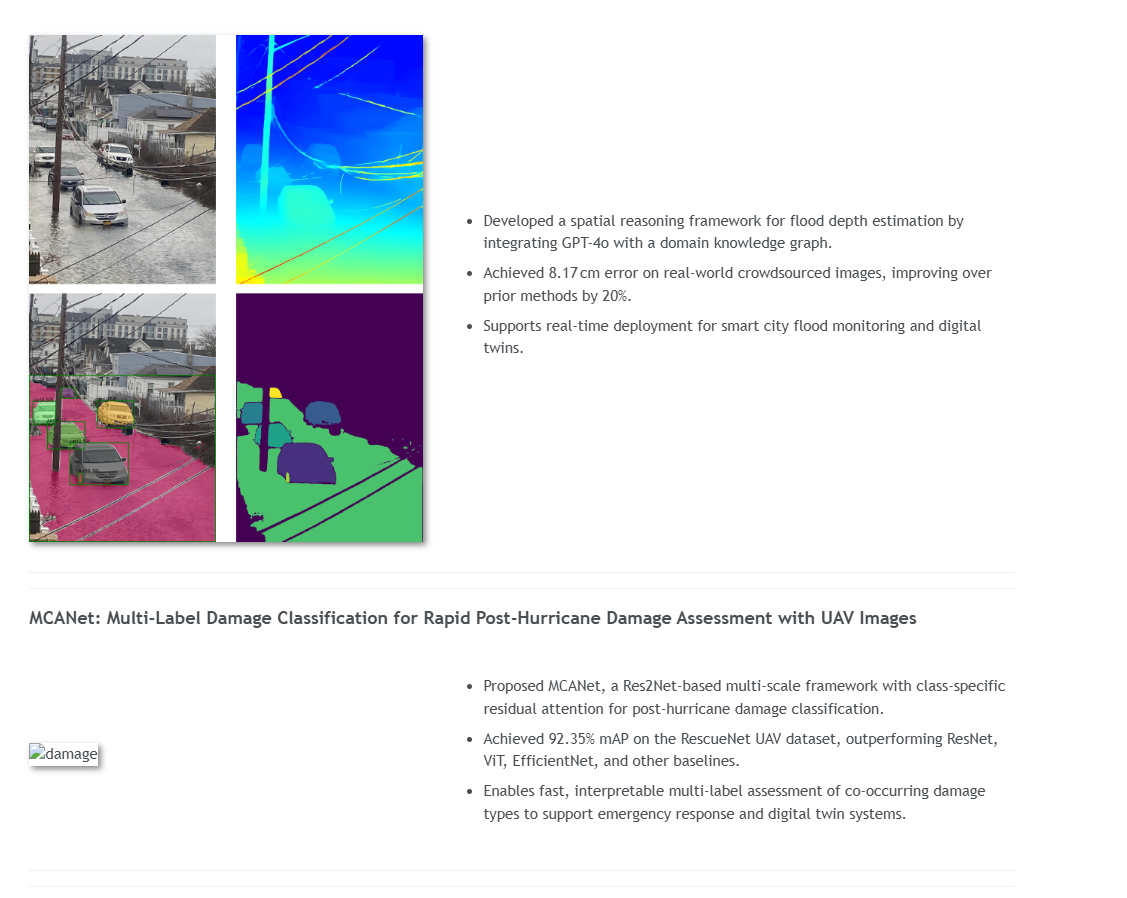 Developed a spatial reasoning framework for flood depth estimation by
integrating GPT-4o with a domain knowledge graph.
Achieved 8.17 cm error on real-world crowdsourced images, improving over
prior methods by 20%.
Supports real-time deployment for smart city flood monitoring and digital
twins.
MCANet: Multi-Label Damage Classification for Rapid Post-Hurricane Damage Assessment with UAV Images
damage
Proposed MCANet, a Res2Net-based multi-scale framework with class-specific
residual attention for post-hurricane damage classification.
Achieved 92.35% mAP on the RescueNet UAV dataset, outperforming ResNet,
ViT, EfficientNet, and other baselines.
Enables fast, interpretable multi-label assessment of co-occurring damage
types to support emergency response and digital twin systems.